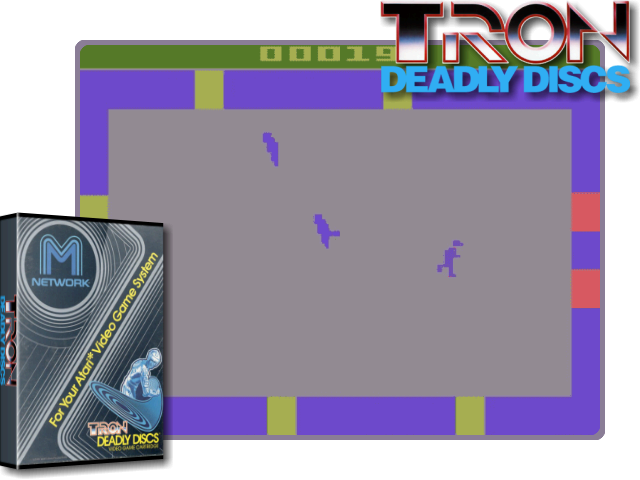 TRON
DEADLY DISCS
00019
M
NETWORK
For Your Atari* Video Game System
TRON
DEADLY DISCS
VIDEO GAME CARTRIDGE
TRON
DEADLY DISCS